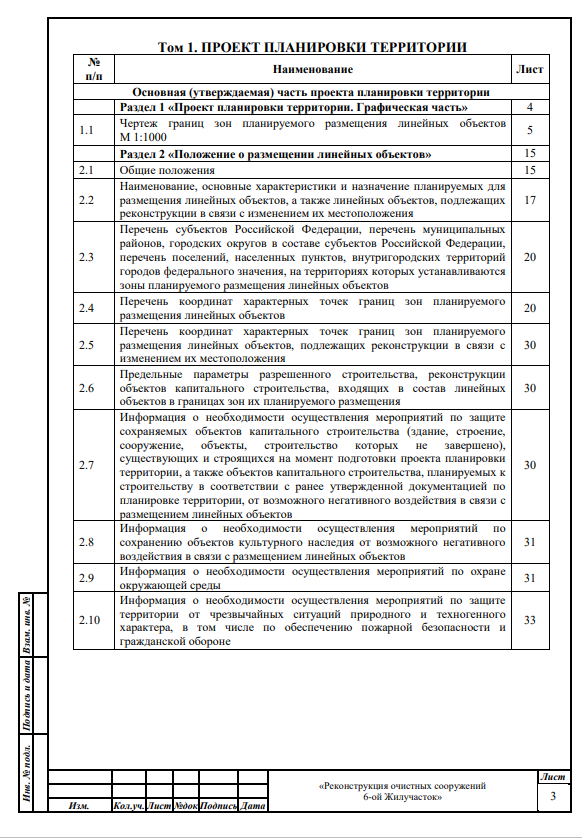 Том 1. ПРОЕКТ ПЛАНИРОВКИ ТЕРРИТОРИИ
№ п/п Наименование Лист
Основная (утверждаемая) часть проекта планировки территории
Раздел 1 «Проект планировки территории. Графическая часть» 4
1.1 Чертеж границ зон планируемого размещения линейных объектов
М 1:1000 5
Раздел 2 «Положение о размещении линейных объектов» 15
2.1 Общие положения 15
2.2 Наименование, основные характеристики и назначение планируемых для
размещения линейных объектов, а также линейных объектов, подлежащих 17
реконструкции в связи с изменением их местоположения
2.3 Перечень субъектов Российской Федерации, перечень муниципальных
районов, городских округов в составе субъектов Российской Федерации,
перечень поселений, населенных пунктов, внутригородских территорий 20
городов федерального значения, на территориях которых устанавливаются
зоны планируемого размещения линейных объектов
2.4 Перечень координат характерных точек границ зон планируемого
размещения линейных объектов 20
2.5 Перечень координат характерных точек границ зон планируемого
размещения линейных объектов, подлежащих реконструкции в связи с 30
изменением их местоположения
2.6 Предельные параметры разрешенного строительства, реконструкции
объектов капитального строительства, входящих в состав линейных 30
объектов в границах зон их планируемого размещения
2.7 Информация о необходимости осуществления мероприятий по защите
сохраняемых объектов капитального строительства (здание, строение,
сооружение, объекты, строительство которых не завершено),
существующих и строящихся на момент подготовки проекта планировки 30
территории, а также объектов капитального строительства, планируемых к
строительству в соответствии с ранее утвержденной документацией по
планировке территории, от возможного негативного воздействия в связи с
размещением линейных объектов
2.8 Информация о необходимости осуществления мероприятий по
сохранению объектов культурного наследия от возможного негативного 31
воздействия в связи с размещением линейных объектов
2.9 Информация о необходимости осуществления мероприятий по охране
окружающей среды 31
2.10 Информация о необходимости осуществления мероприятий по защите
территории от чрезвычайных ситуаций природного и техногенного 33
характера, в том числе по обеспечению пожарной безопасности и
гражданской обороне
Взам. инв. №
Подпись и дата
Инв. № подл.
Изм. Кол.уч. Лист №док Подпись Дата
«Реконструкция очистных сооружений
6-ой Жилучасток»
Лист
3